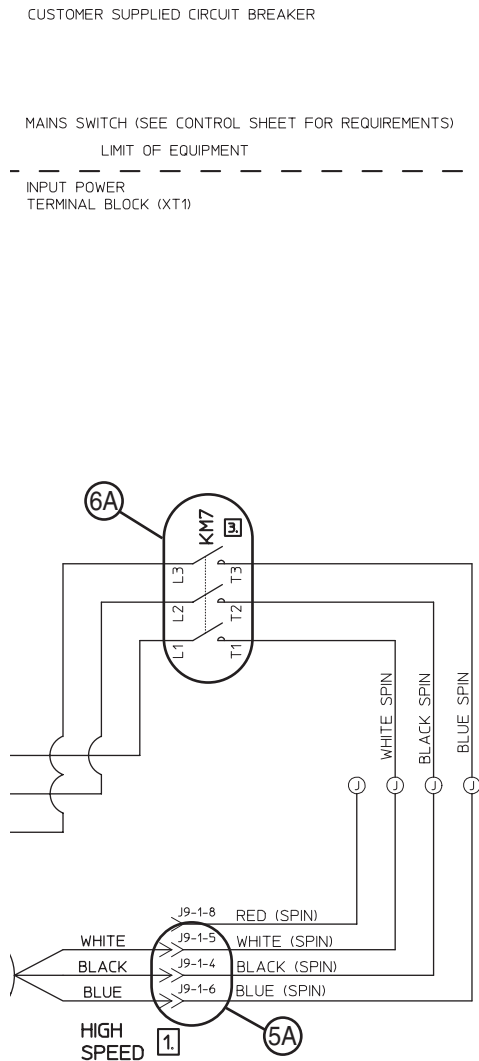 CUSTOMER SUPPLIED CIRCUIT BREAKER
MAINS SWITCH (SEE CONTROL SHEET FOR REQUIREMENTS)
LIMIT OF EQUIPMENT
INPUT POWER
TERMINAL BLOCK (XT1)
6A
KM7
3.
L3
T3
L2
T2
L1
T1
WHITE SPIN
BLACK SPIN
BLUE SPIN
J
J
J
J
J9-1-8
RED (SPIN)
WHITE
J9-1-5
WHITE (SPIN)
BLACK
J9-1-4
BLACK (SPIN)
BLUE
J9-1-6
BLUE (SPIN)
HIGH
SPEED
1.
5A